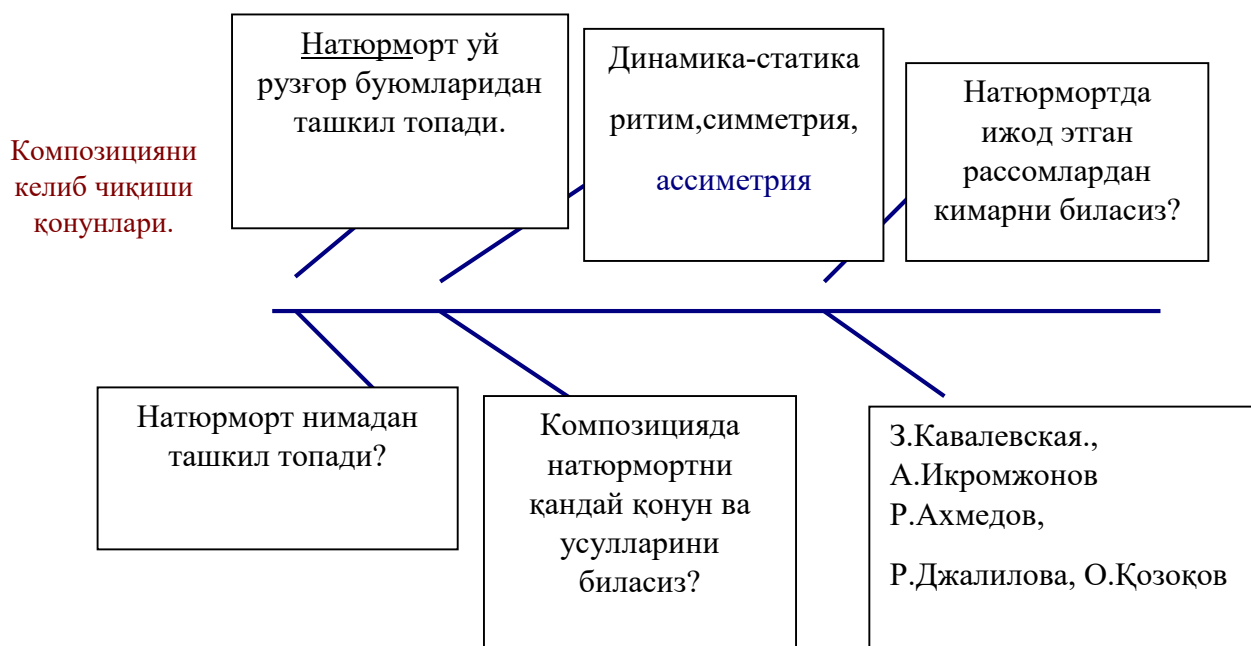 Композицияни
келиб чиқиши
қонунлари.
Натюрморт уй
рузғор буюмларидан
ташкил топади.
Динамика-статика
ритим,симметрия,
ассиметрия
Натюрмортда
ижод этган
рассомлардан
кимарни биласиз?
Натюрморт нимадан
ташкил топади?
Композицияда
натюрмортни
қандай қонун ва
усулларини
биласиз?
З.Кавалевская.,
А.Икромжонов
Р.Ахмедов,
Р.Джалилова, О.Қозоқов